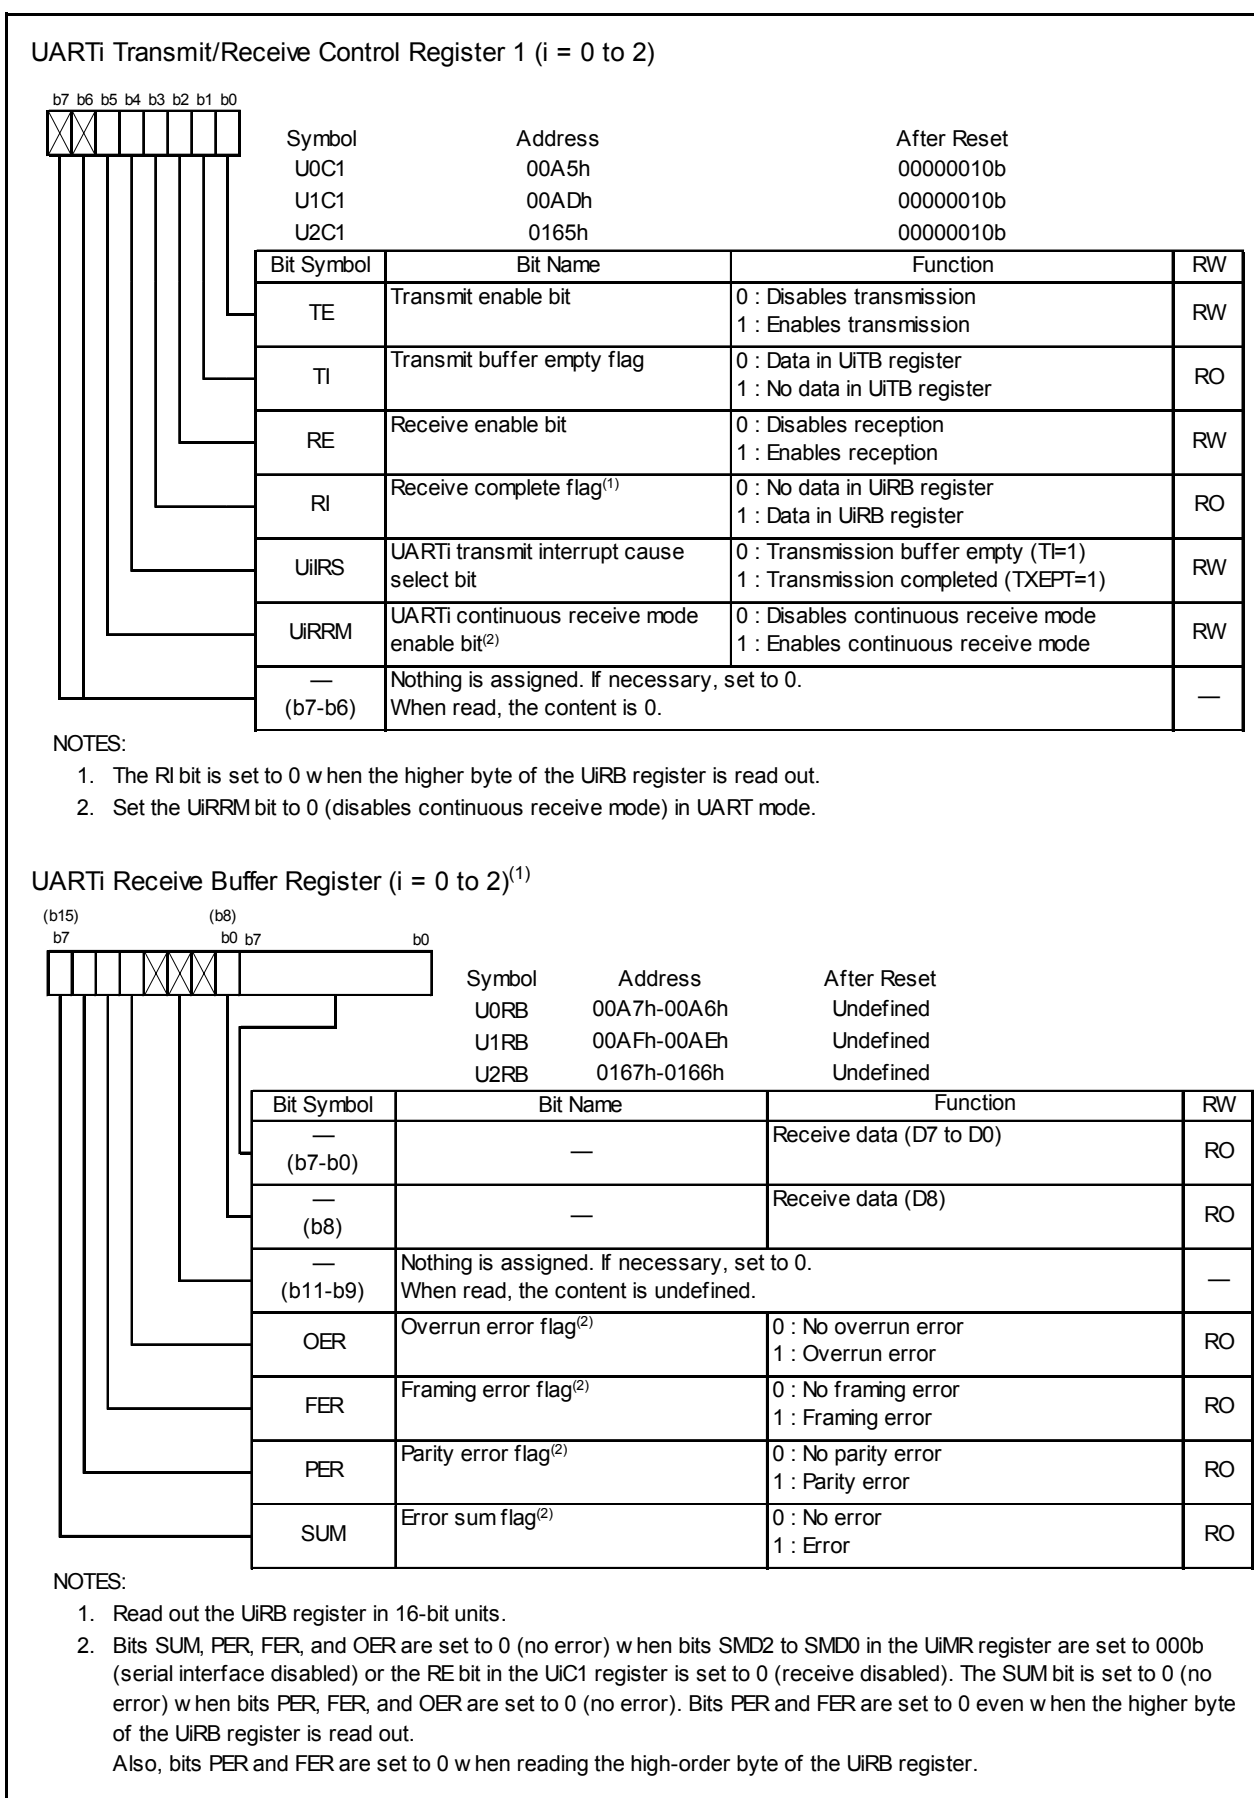 UARTi Transmit/Receive Control Register 1 (i = 0 to 2)
b7 b6 b5 b4 b3 b2 b1 b0
Symbol Address After Reset
U0C1 00A5h 00000010b
U1C1 00ADh 00000010b
U2C1 0165h 00000010b
Bit Symbol Bit Name Function RW
TE Transmit enable bit 0 : Disables transmission RW
1 : Enables transmission
TI Transmit buffer empty flag 0 : Data in UiTB register RO
1 : No data in UiTB register
RE Receive enable bit 0 : Disables reception RW
1 : Enables reception
RI Receive complete flag(1) 0 : No data in UiRB register RO
1 : Data in UiRB register
UiIRS UARTi transmit interrupt cause 0 : Transmission buffer empty (TI=1) RW
select bit 1 : Transmission completed (TXEPT=1)
UiRRM UARTi continuous receive mode 0 : Disables continuous receive mode RW
enable bit(2) 1 : Enables continuous receive mode
— Nothing is assigned. If necessary, set to 0. —
(b7-b6) When read, the content is 0.
NOTES:
1. The RI bit is set to 0 when the higher byte of the UiRB register is read out.
2. Set the UiRRM bit to 0 (disables continuous receive mode) in UART mode.
UARTi Receive Buffer Register (i = 0 to 2)(1)
(b15) (b8)
b7 b0 b7 b0
Symbol Address After Reset
U0RB 00A7h-00A6h Undefined
U1RB 00AFh-00AEh Undefined
U2RB 0167h-0166h Undefined
Bit Symbol Bit Name Function RW
— — Receive data (D7 to D0) RO
(b7-b0)
— — Receive data (D8) RO
(b8)
— Nothing is assigned. If necessary, set to 0. —
(b11-b9) When read, the content is undefined.
OER Overrun error flag(2) 0 : No overrun error RO
1 : Overrun error
FER Framing error flag(2) 0 : No framing error RO
1 : Framing error
PER Parity error flag(2) 0 : No parity error RO
1 : Parity error
SUM Error sum flag(2) 0 : No error RO
1 : Error
NOTES:
1. Read out the UiRB register in 16-bit units.
2. Bits SUM, PER, FER, and OER are set to 0 (no error) when bits SMD2 to SMD0 in the UiMR register are set to 000b
(serial interface disabled) or the RE bit in the UiC1 register is set to 0 (receive disabled). The SUM bit is set to 0 (no
error) when bits PER, FER, and OER are set to 0 (no error). Bits PER and FER are set to 0 even when the higher byte
of the UiRB register is read out.
Also, bits PER and FER are set to 0 when reading the high-order byte of the UiRB register.